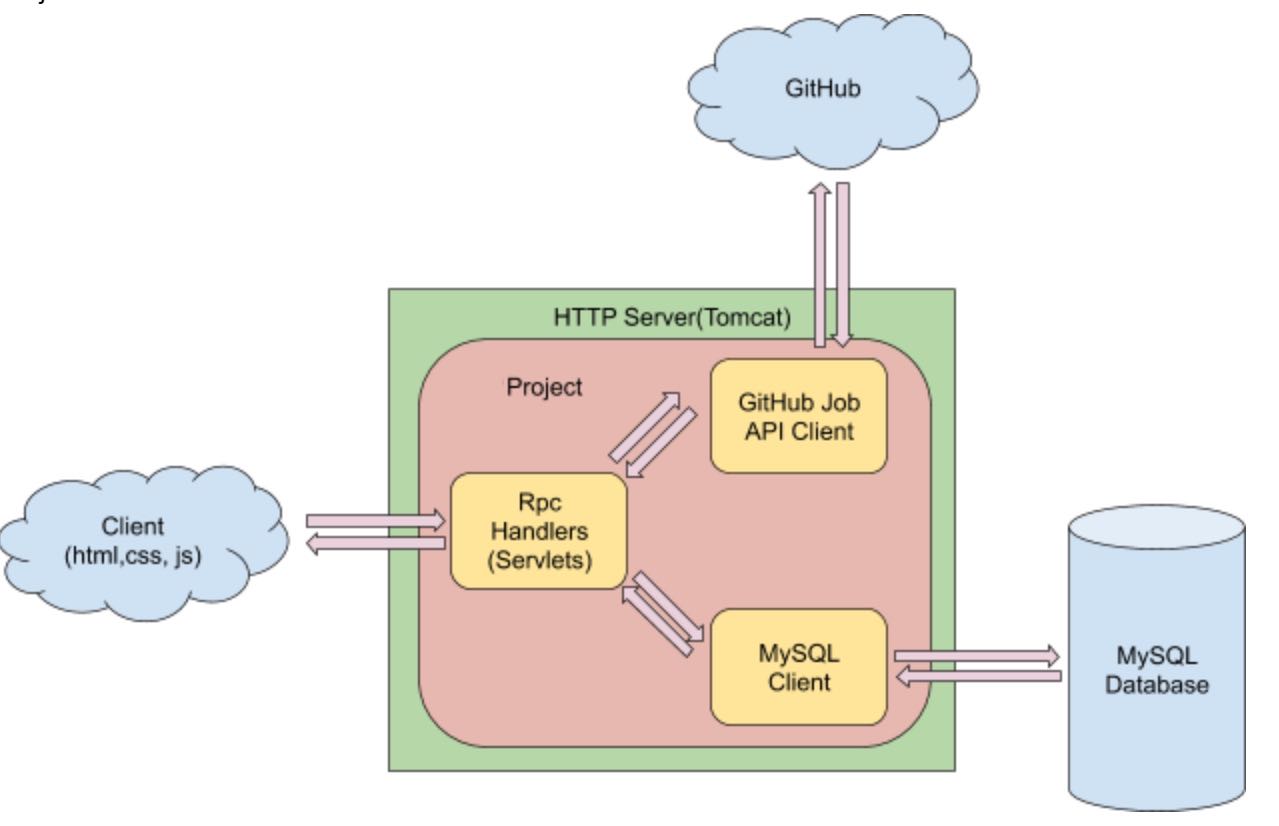 GitHub
HTTP Server(Tomcat)
Project
GitHub Job
API Client
Rpc
Handlers
(Servlets)
Client
(html,css, js)
MySQL
Client
MySQL
Database